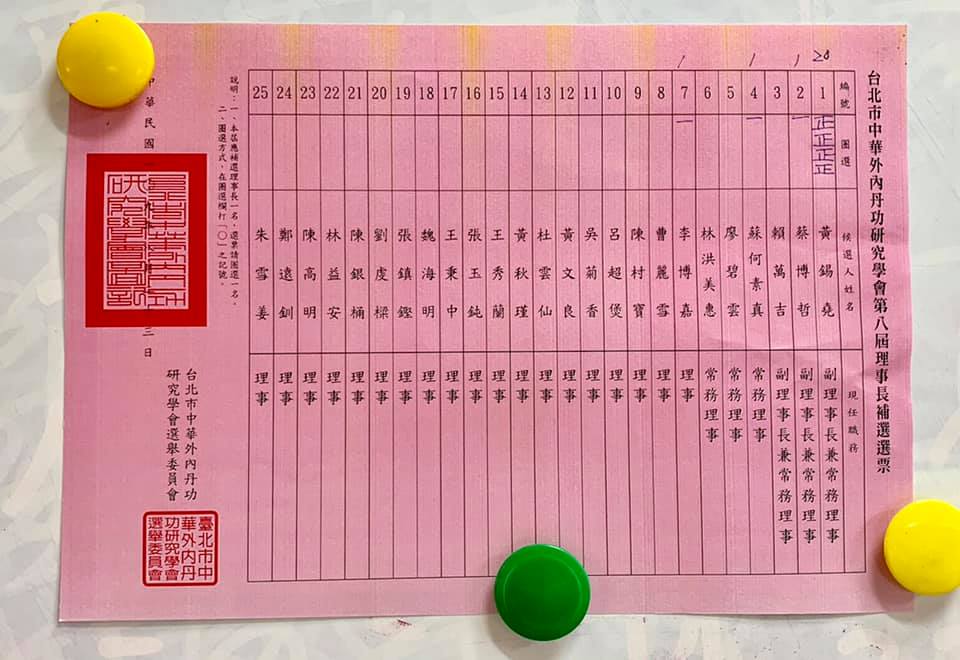 台北市中華外內丹功研究學會第八屆理事長補選選票
編號 圈選 候選人姓名 現任職務
20 1 正正正正 黃錫堯 副理事長兼常務理事
1 2 一 蔡博哲 副理事長兼常務理事
3 賴萬吉 副理事長兼常務理事
1 4 一 蘇何素真 常務理事
5 廖碧雲 常務理事
6 林洪美惠 常務理事
1 7 一 李博嘉 理事
8 曹麗雪 理事
9 陳村寶 理事
10 呂超煲 理事
11 吳菊香 理事
12 黃文良 理事
13 杜雲仙 理事
14 黃秋瑾 理事
15 王秀蘭 理事
16 張玉鈍 理事
17 王秉中 理事
18 魏海明 理事
19 張鎮鏗 理事
20 劉虔樑 理事
21 陳銀桶 理事
22 林益安 理事
23 陳高明 理事
24 鄭遠釧 理事
25 朱雪姜 理事
說明：一、本屆應補選理事長一名，選票請圈選一名。
二、圈選方式，在圈選欄打「○」之記號。
台北市中華外內丹功
研究學會選舉委員會
臺北市中
華外內丹
功研究學會
選舉委員會
中華民國一 三日